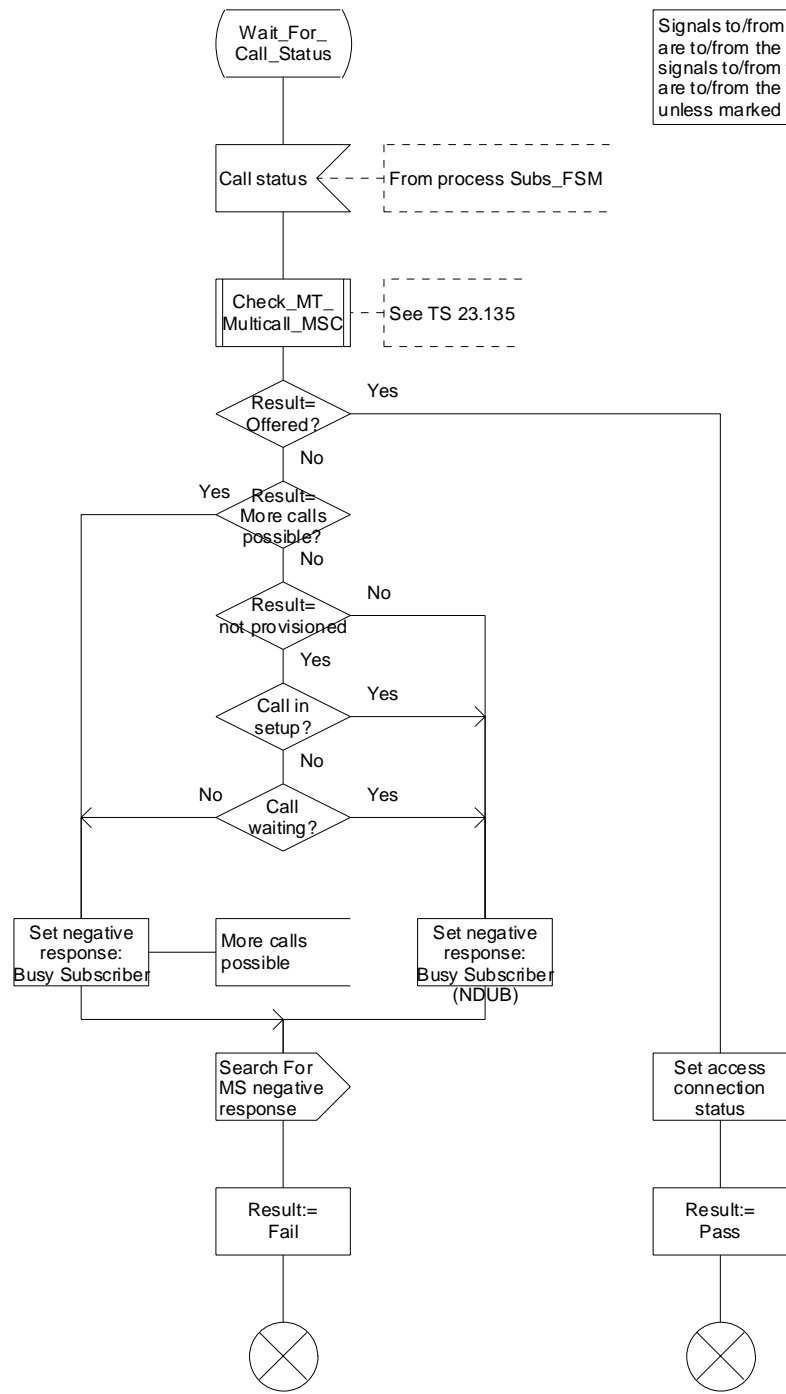 Wait_For_
Call_Status
Signals to/from
are to/from the
signals to/from
are to/from the
unless marked
Call status
From process Subs_FSM
Check_MT_
Multicall_MSC
See TS 23.135
Result=
Offered?
Yes
No
Result=
More calls
possible?
Yes
No
Result=
not provisioned
No
Yes
Call in
setup?
Yes
No
Call
waiting?
No
Yes
Set negative
response:
Busy Subscriber
More calls
possible
Set negative
response:
Busy Subscriber
(NDUB)
Search For
MS negative
response
Set access
connection
status
Result:=
Fail
Result:=
Pass